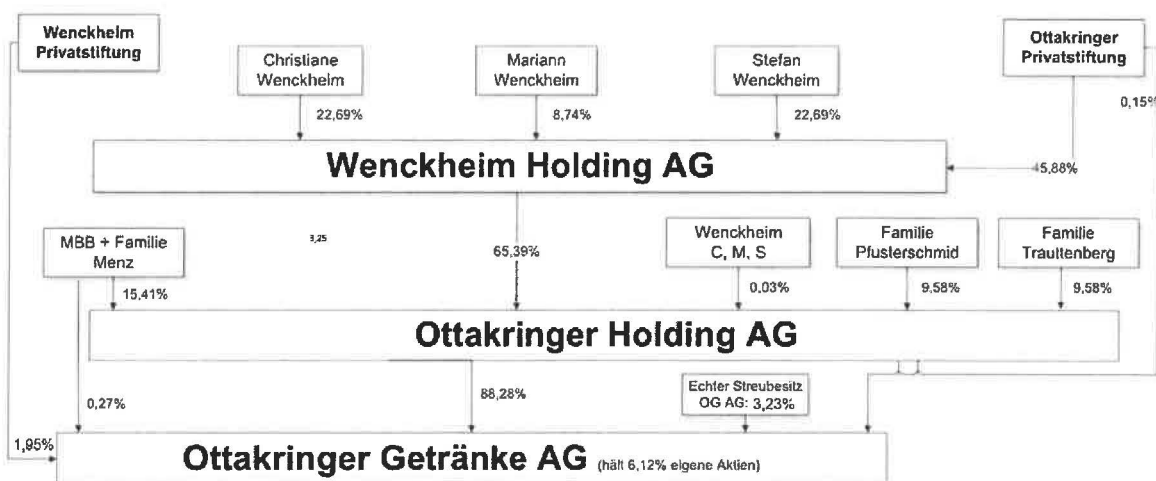 Wenckheim
Privatstiftung
Ottakringer
Privatstiftung
Christiane
Wenckheim
Mariann
Wenckheim
Stefan
Wenckheim
0,15%
22,69%
8,74%
22,69%
Wenckheim Holding AG
45,88%
MBB + Familie
Menz
3,25
65,39%
Wenckheim
C, M, S
Familie
Pfusterschmid
Familie
Trauttenberg
15,41%
0,03%
9,58%
9,58%
Ottakringer Holding AG
0,27%
88,28%
Echter Streubesitz
OG AG: 3,23%
1,95%
Ottakringer Getränke AG (hält 6,12% eigene Aktien)